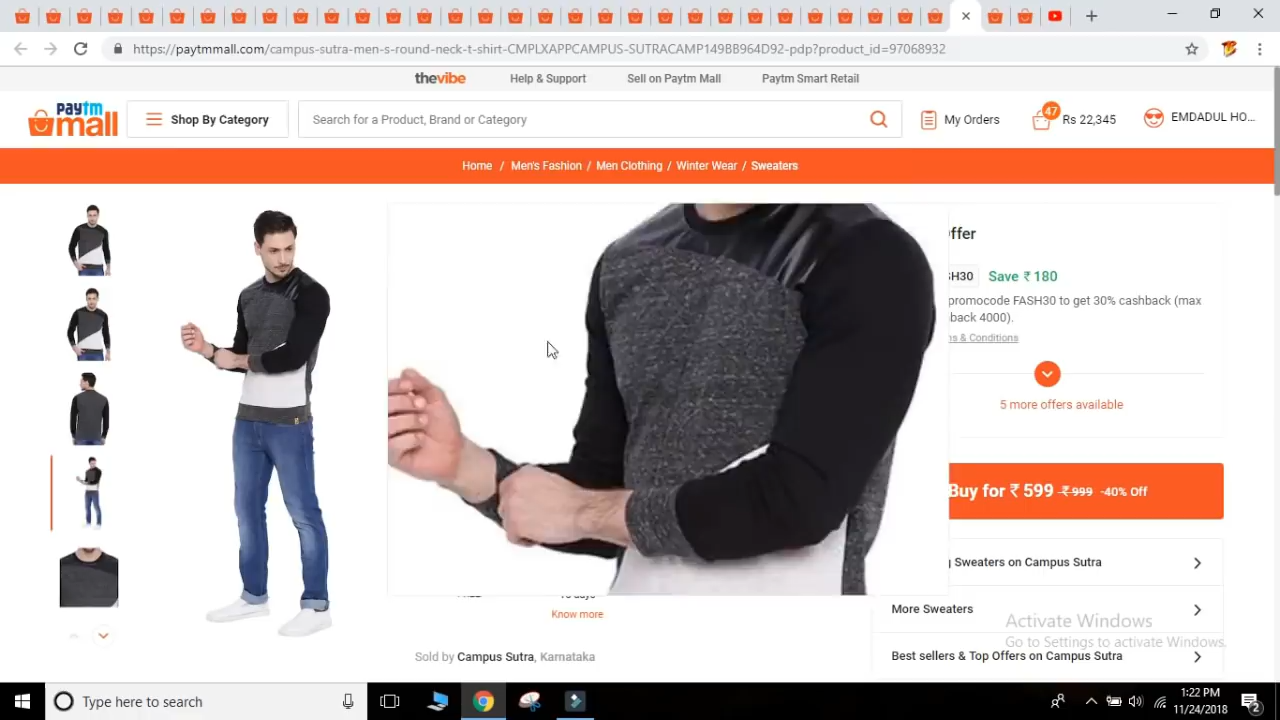 https://paytmmall.com/campus-sutra-men-s-round-neck-t-shirt-CMPLXAPPCAMPUS-SUTRACAMP149BB964D92-pdp?product_id=97068932
thevibe Help & Support Sell on Paytm Mall Paytm Smart Retail
paytm mall Shop By Category Search for a Product, Brand or Category My Orders 47 Rs 22,345 EMDADUL HO...
Home / Men's Fashion / Men Clothing / Winter Wear / Sweaters
ffer
SH30 Save ₹ 180
promocode FASH30 to get 30% cashback (max
back 4000).
ns & Conditions
5 more offers available
Buy for ₹ 599 ₹ 999 -40% Off
g Sweaters on Campus Sutra
Know more
More Sweaters
Activate Windows
Go to Settings to activate Windows.
Sold by Campus Sutra, Karnataka
Best sellers & Top Offers on Campus Sutra
Type here to search
1:22 PM
11/24/2018
2